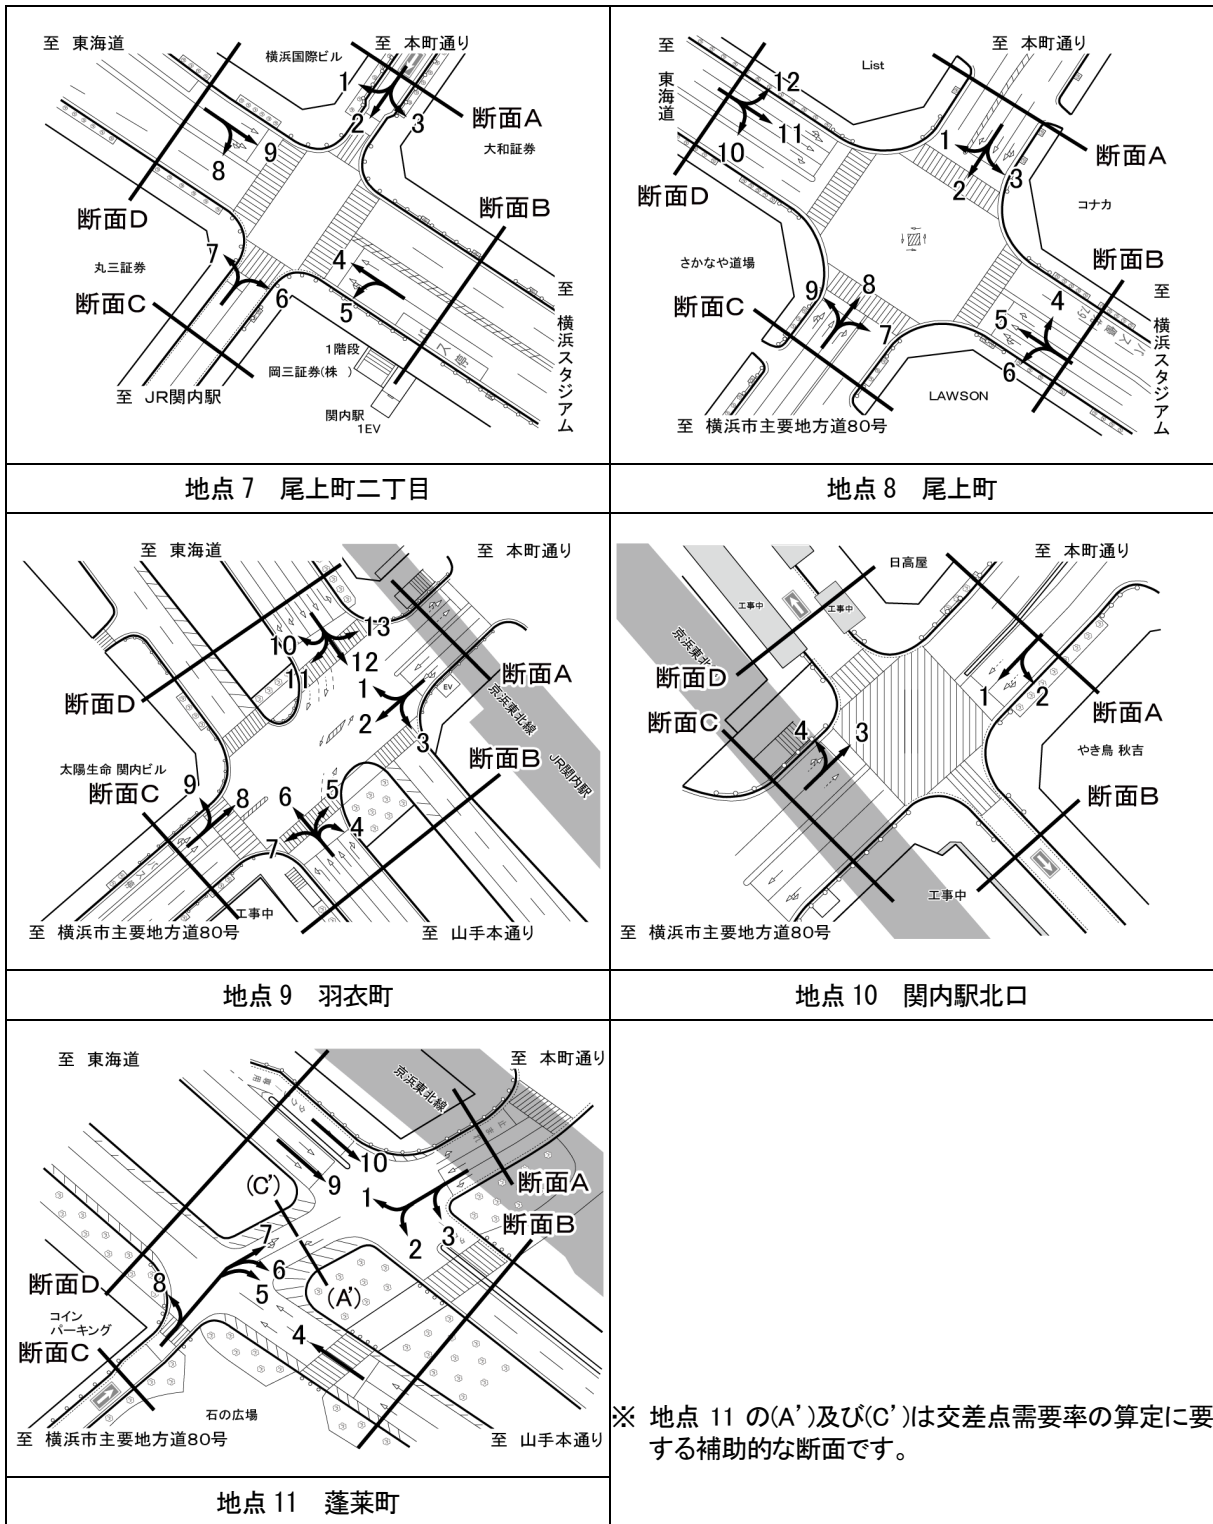 至 東海道
横浜国際ビル
至 本町通り
1
2
3
断面A
大和証券
9
8
断面D
断面B
丸三証券
7
4
断面C
6
5
至 横浜スタジアム
1階段
岡三証券(株 )
バス専
至 JR関内駅
関内駅
1EV
地点 7 尾上町二丁目
至 東海道
List
至 本町通り
12
11
10
1
2
3
断面A
断面D
コナカ
さかなや道場
断面B
断面C
9
8
7
4
5
6
至 横浜スタジアム
LAWSON
至 横浜市主要地方道80号
地点 8 尾上町
至 東海道
至 本町通り
10
13
11
12
1
2
3
断面A
EV
断面D
京浜東北線
JR関内駅
太陽生命 関内ビル
断面C
断面B
9
8
6
5
4
7
工事中
至 横浜市主要地方道80号
至 山手本通り
地点 9 羽衣町
日高屋
至 本町通り
工事中
工事中
京浜東北
断面D
断面C
1
2
断面A
4
3
やき鳥 秋吉
断面B
工事中
至 横浜市主要地方道80号
地点 10 関内駅北口
至 東海道
至 本町通り
京浜東北線
10
9
(C')
1
2
3
断面A
断面B
7
6
5
8
断面D
(A')
コイン
パーキング
4
断面C
石の広場
至 横浜市主要地方道80号
至 山手本通り
地点 11 蓬莱町
※ 地点 11 の(A')及び(C')は交差点需要率の算定に要
する補助的な断面です。